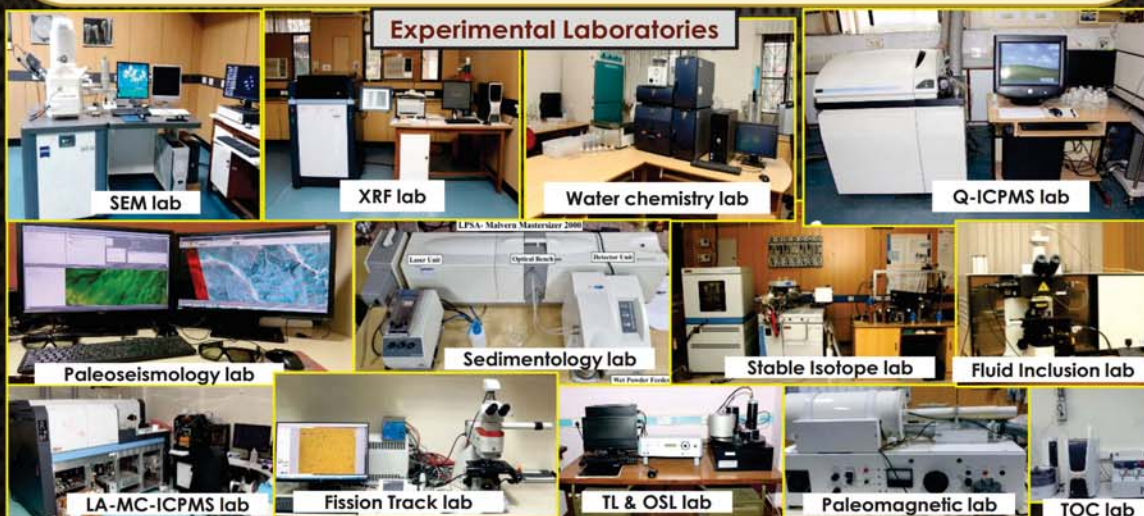 Experimental Laboratories
SEM lab
XRF lab
Water chemistry lab
Q-ICPMS lab
LPSA- Malvern Mastersizer 2000
Laser Unit
Optical Bench
Detector Unit
Paleoseismology lab
Sedimentology lab
Wet Powder Feeder
Stable Isotope lab
Fluid Inclusion lab
LA-MC-ICPMS lab
Fission Track lab
TL & OSL lab
Paleomagnetic lab
TOC lab